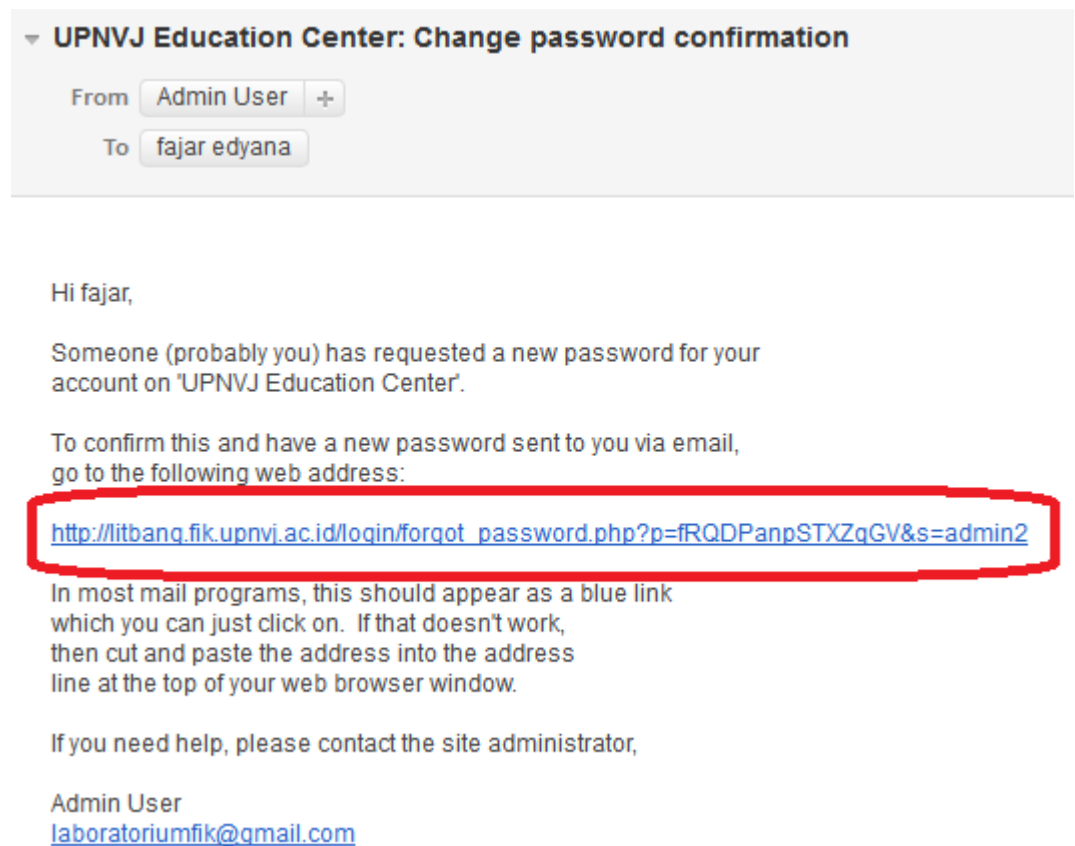 UPNVJ Education Center: Change password confirmation
From Admin User +
To fajar edyana
Hi fajar,
Someone (probably you) has requested a new password for your
account on 'UPNVJ Education Center'.
To confirm this and have a new password sent to you via email,
go to the following web address:
http://litbang.fik.upnvj.ac.id/login/forgot_password.php?p=fRQDPanpSTXZqGV&s=admin2
In most mail programs, this should appear as a blue link
which you can just click on.  If that doesn't work,
then cut and paste the address into the address
line at the top of your web browser window.
If you need help, please contact the site administrator,
Admin User
laboratoriumfik@gmail.com